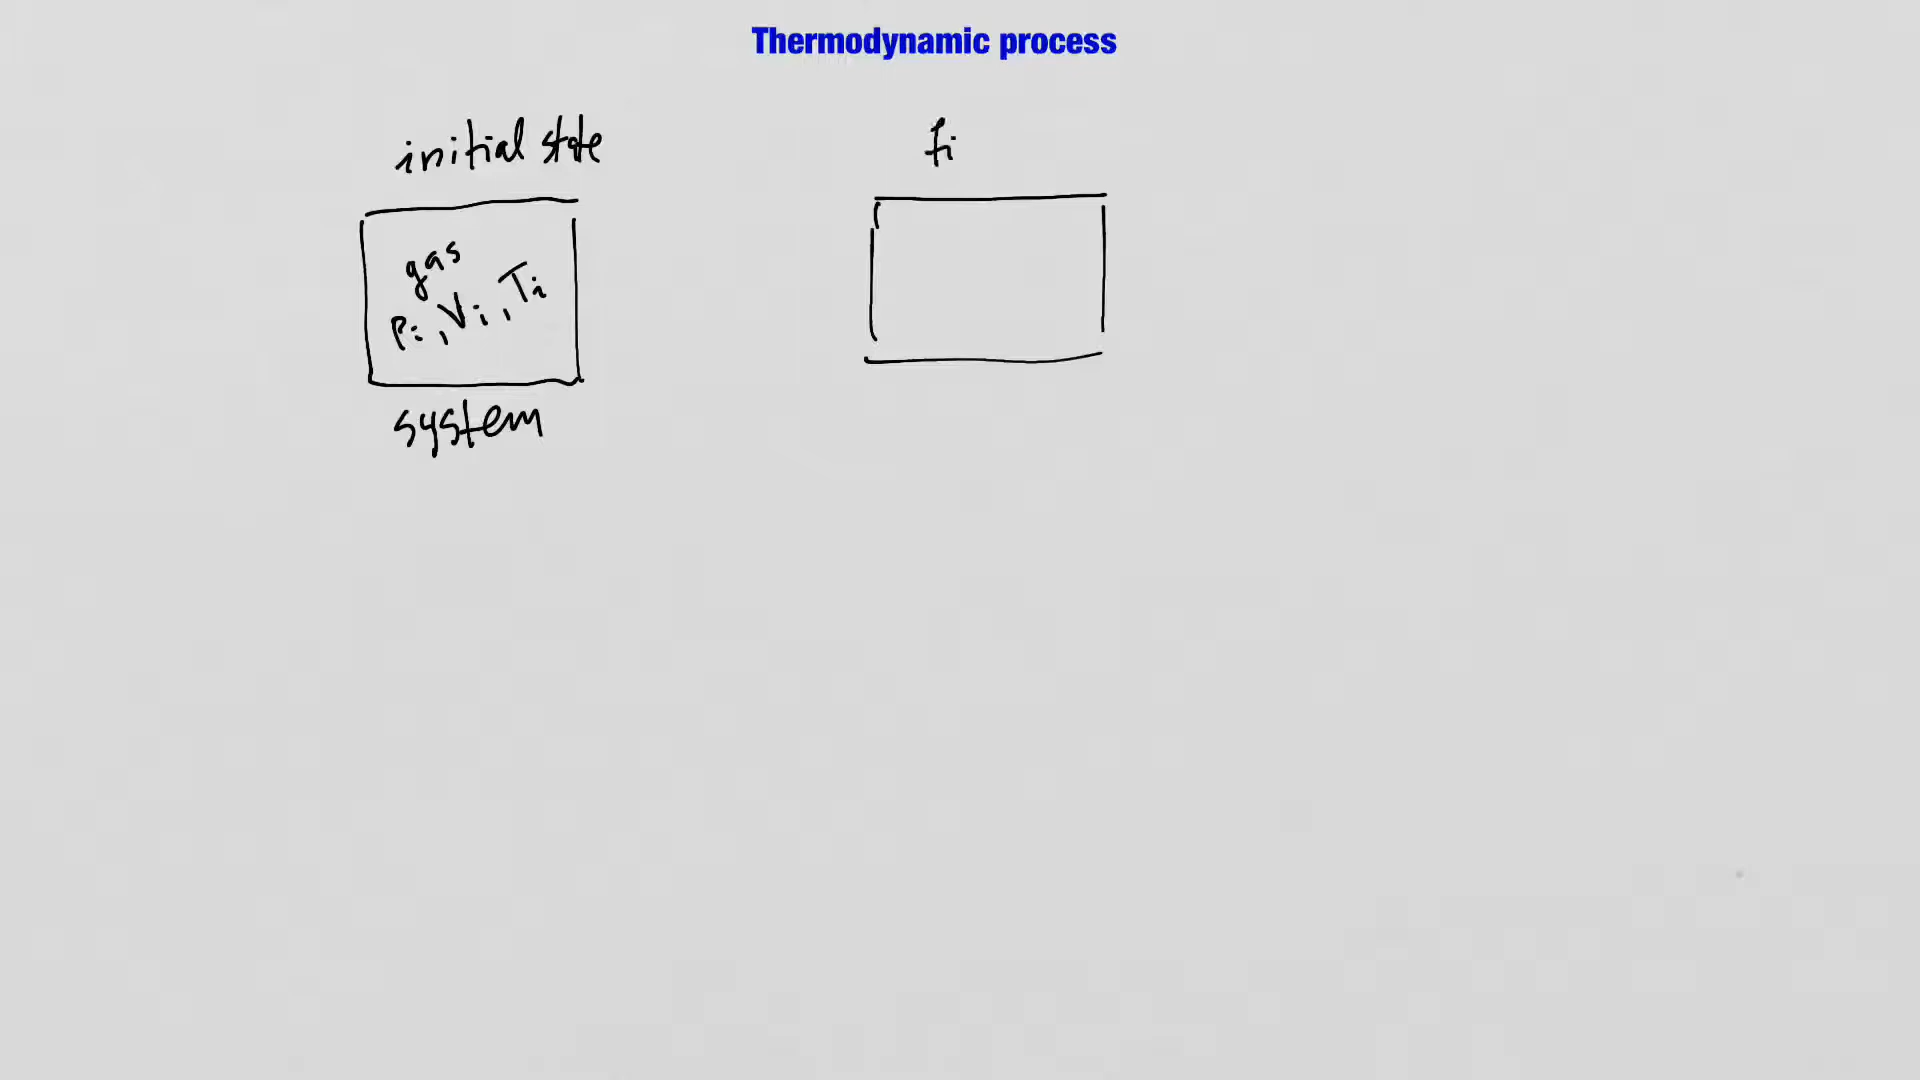 Thermodynamic process
initial state
fi
gas
Pi, Vi, Ti
system